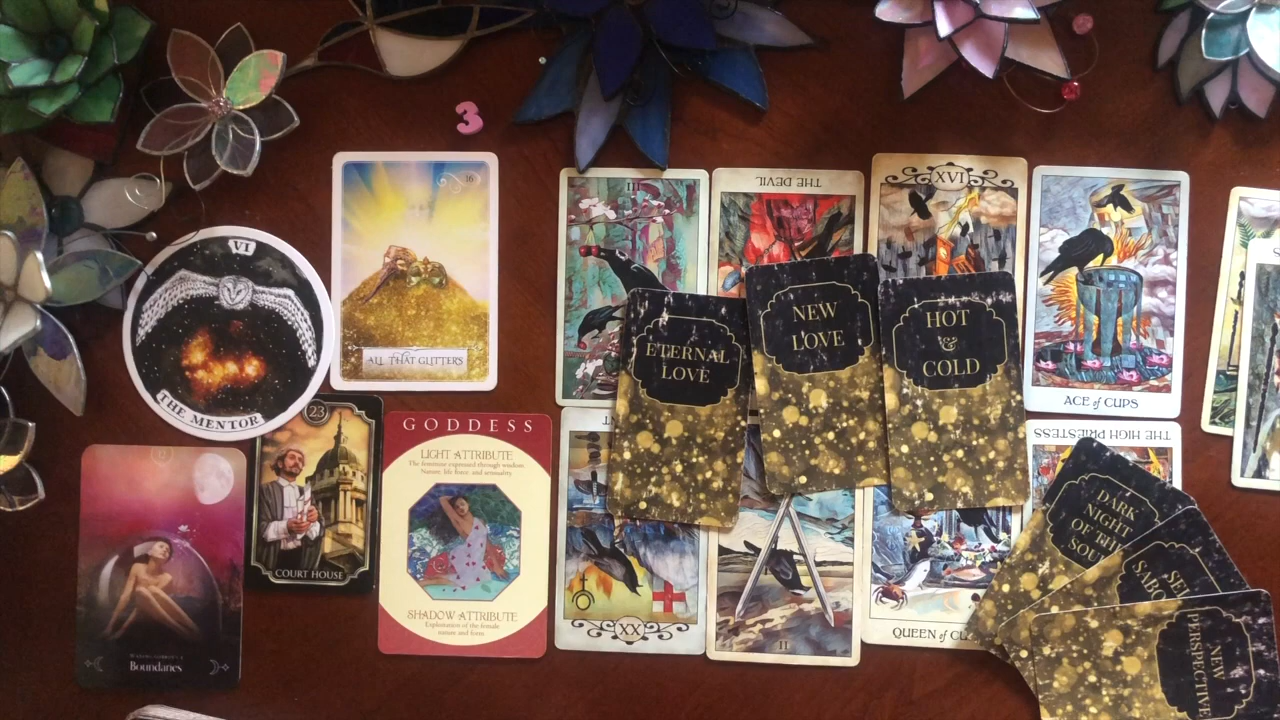 3
VI
THE MENTOR
16
ALL THAT GLITTERS
Boundaries
23
COURT HOUSE
GODDESS
LIGHT ATTRIBUTE
The feminine expressed through wisdom,
Nature, life force and sensuality.
SHADOW ATTRIBUTE
Exploitation of the female
nature and form.
III
THE DEVIL
XVI
ACE of CUPS
ETERNAL
LOVE
NEW
LOVE
HOT
&
COLD
XX
II
QUEEN of
THE HIGH PRIESTESS
DARK
NIGHT
OF THE
SOUL
NEW
PERSPECTIVE